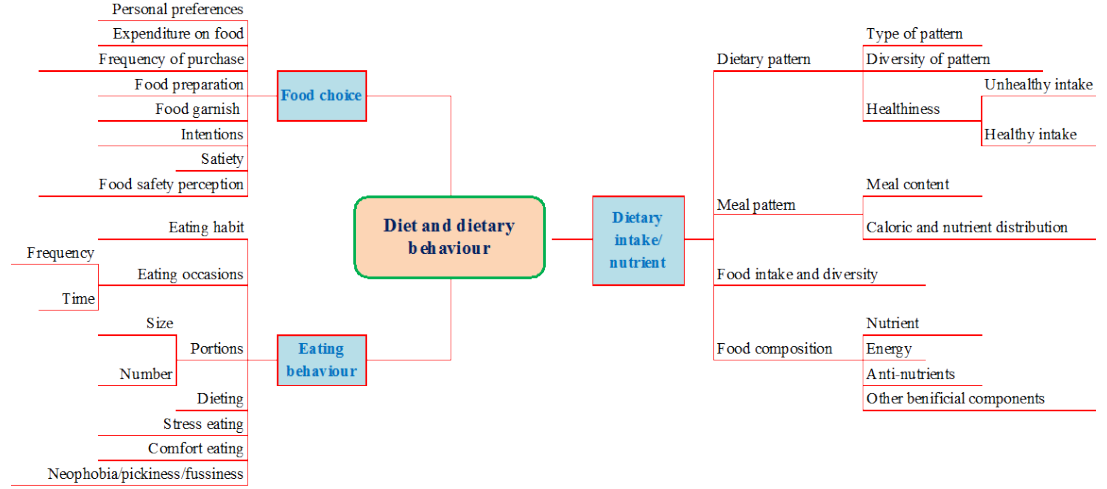 Personal preferences
Expenditure on food
Frequency of purchase
Food preparation
Food garnish
Intentions
Satiety
Food safety perception
Food choice
Eating habit
Frequency
Eating occasions
Time
Size
Portions
Number
Dieting
Stress eating
Comfort eating
Neophobia/pickiness/fussiness
Eating
behaviour
Diet and dietary
behaviour
Dietary
intake/
nutrient
Dietary pattern
Type of pattern
Diversity of pattern
Healthiness
Unhealthy intake
Healthy intake
Meal pattern
Meal content
Caloric and nutrient distribution
Food intake and diversity
Food composition
Nutrient
Energy
Anti-nutrients
Other benificial components